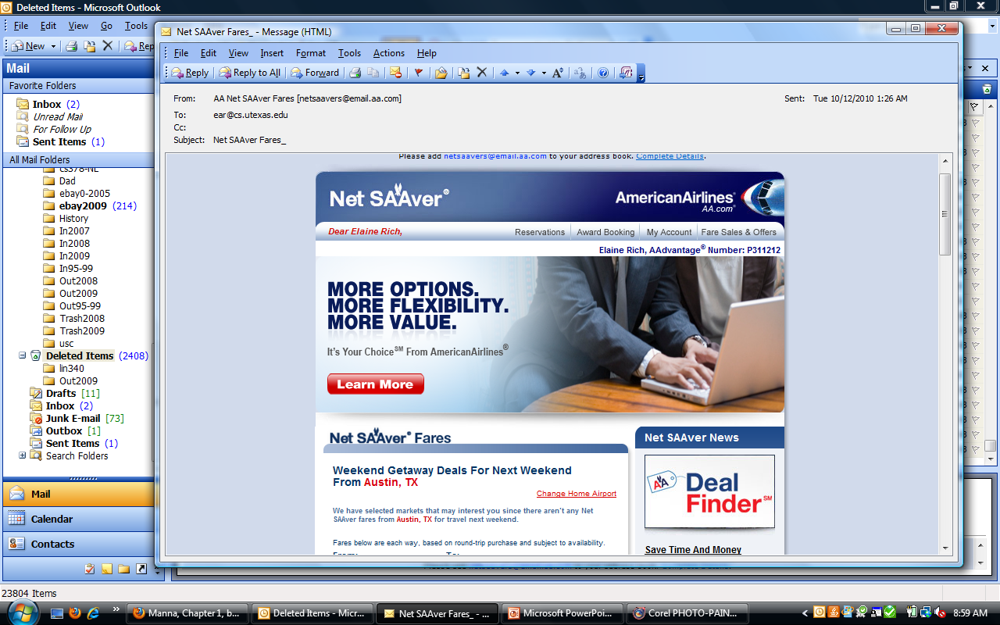 Deleted Items - Microsoft Outlook
File Edit View Go Tools
New Rep
Mail
Favorite Folders
Inbox (2)
Unread Mail
For Follow Up
Sent Items (1)
All Mail Folders
cs378-NL
Dad
ebay0-2005
ebay2009 (214)
History
In2007
In2008
In2009
In95-99
Out2008
Out2009
Out95-99
Trash2008
Trash2009
usc
Deleted Items (2408)
lin340
Out2009
Drafts [11]
Inbox (2)
Junk E-mail [73]
Outbox [1]
Sent Items (1)
Search Folders
Mail
Calendar
Contacts
23804 Items
Net SAAver Fares_ - Message (HTML)
File Edit View Insert Format Tools Actions Help
Reply Reply to All Forward
From: AA Net SAAver Fares [netsaavers@email.aa.com] Sent: Tue 10/12/2010 1:26 AM
To: ear@cs.utexas.edu
Cc:
Subject: Net SAAver Fares_
Please add netsaavers@email.aa.com to your address book. Complete Details.
Net SAAver® AmericanAirlines®
AA.com®
Dear Elaine Rich, Reservations Award Booking My Account Fare Sales & Offers
Elaine Rich, AAdvantage® Number: P311212
MORE OPTIONS.
MORE FLEXIBILITY.
MORE VALUE.
It's Your Choice℠ From AmericanAirlines®
Learn More
Net SAAver® Fares
Weekend Getaway Deals For Next Weekend
From Austin, TX
Change Home Airport
We have selected markets that may interest you since there aren't any Net
SAAver fares from Austin, TX for travel next weekend.
Fares below are each way, based on round-trip purchase and subject to availability.
From: To:
Net SAAver News
AA Deal
Finder℠
Save Time And Money
Manna, Chapter 1, b... Deleted Items - Micr... Net SAAver Fares_ - ... Microsoft PowerPoi... Corel PHOTO-PAIN... 8:59 AM